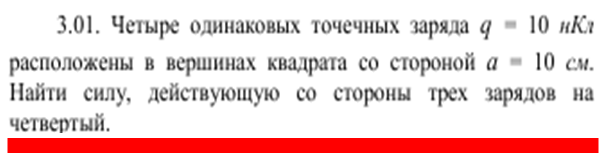 3.01. Четыре одинаковых точечных заряда q = 10 нКл
расположены в вершинах квадрата со стороной a = 10 см.
Найти силу, действующую со стороны трех зарядов на
четвертый.